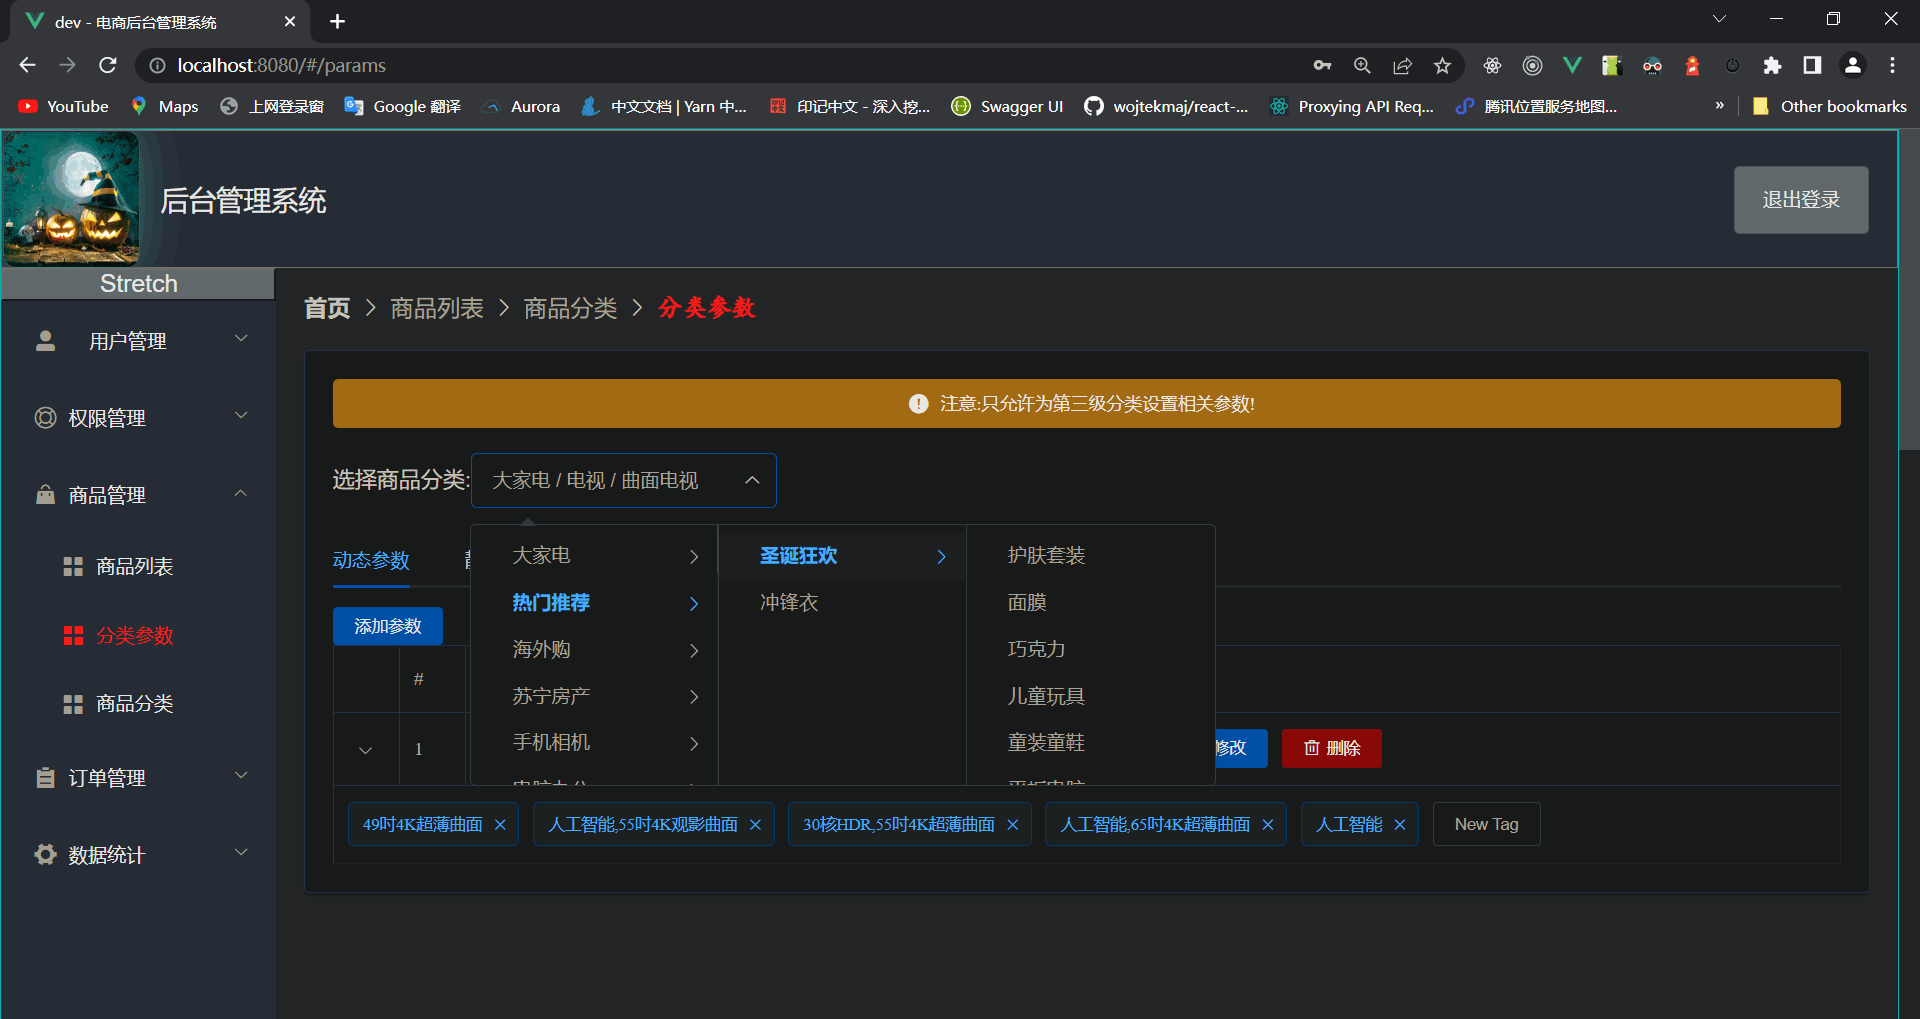 dev - 电商后台管理系统
localhost:8080/#/params
YouTube
Maps
上网登录窗
Google 翻译
Aurora
中文文档 | Yarn 中...
印记中文 - 深入挖...
Swagger UI
wojtekmaj/react-...
Proxying API Req...
腾讯位置服务地图...
»
Other bookmarks
后台管理系统
退出登录
Stretch
用户管理
权限管理
商品管理
商品列表
分类参数
商品分类
订单管理
数据统计
首页 > 商品列表 > 商品分类 > 分类参数
注意:只允许为第三级分类设置相关参数!
选择商品分类:
大家电 / 电视 / 曲面电视
动态参数
添加参数
大家电
热门推荐
海外购
苏宁房产
手机相机
圣诞狂欢
冲锋衣
护肤套装
面膜
巧克力
儿童玩具
童装童鞋
#
1
修改
删除
49吋4K超薄曲面
人工智能,55吋4K观影曲面
30核HDR,55吋4K超薄曲面
人工智能,65吋4K超薄曲面
人工智能
New Tag